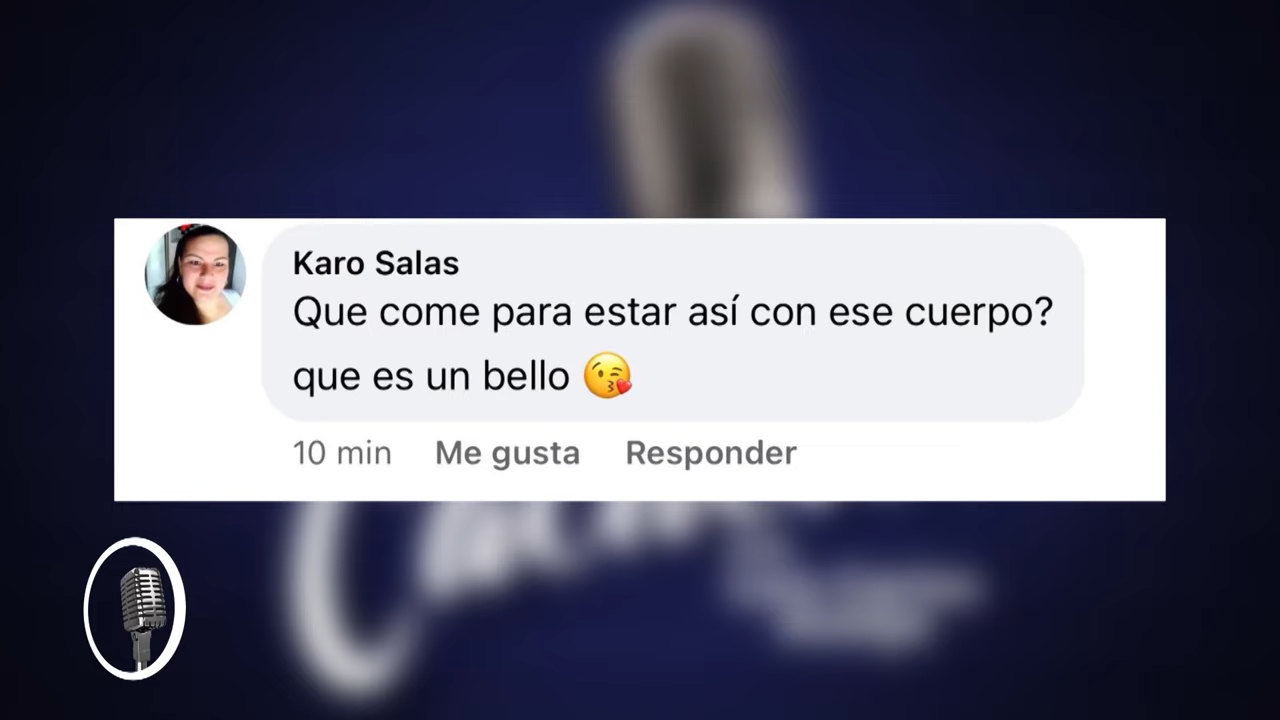 Karo Salas
Que come para estar así con ese cuerpo?
que es un bello 😘
10 min Me gusta Responder